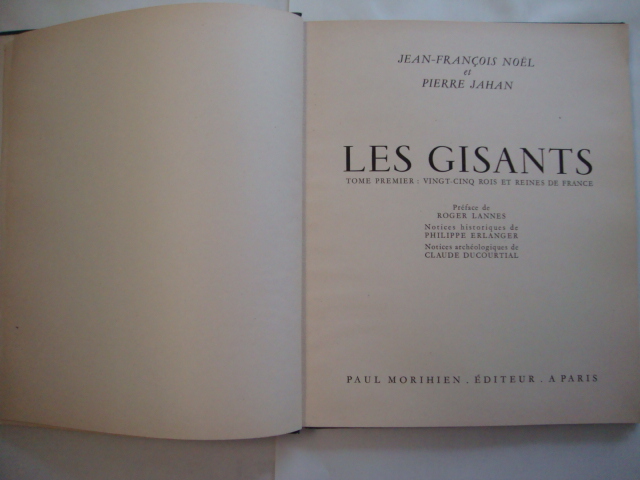 JEAN-FRANÇOIS NOËL
et
PIERRE JAHAN
LES GISANTS
TOME PREMIER : VINGT-CINQ ROIS ET REINES DE FRANCE
Préface de
ROGER LANNES
Notices historiques de
PHILIPPE ERLANGER
Notices archéologiques de
CLAUDE DUCOURTIAL
PAUL MORIHIEN . ÉDITEUR . A PARIS